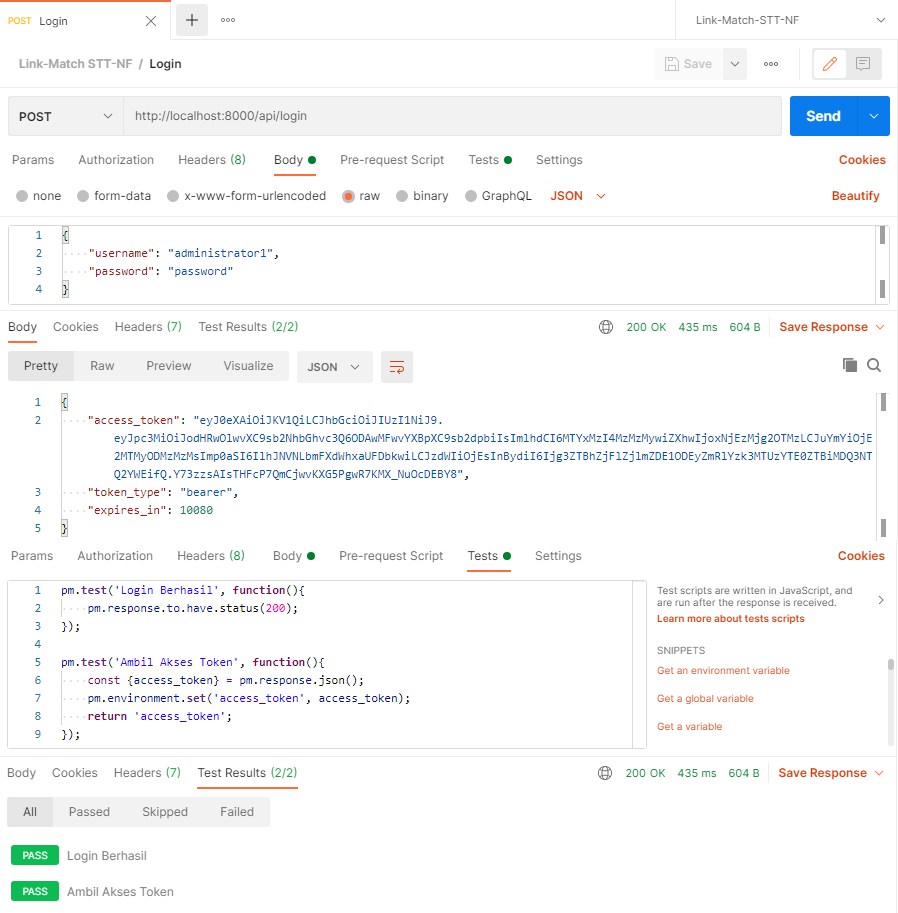 POST Login
Link-Match-STT-NF
Link-Match STT-NF / Login
Save
POST
http://localhost:8000/api/login
Send
Params Authorization Headers (8) Body Pre-request Script Tests Settings Cookies
none form-data x-www-form-urlencoded raw binary GraphQL JSON Beautify
1 {
2 "username": "administrator1",
3 "password": "password"
4 }
Body Cookies Headers (7) Test Results (2/2) 200 OK 435 ms 604 B Save Response
Pretty Raw Preview Visualize JSON
1 {
2 "access_token": "eyJ0eXAiOiJKV1QiLCJhbGciOiJIUzI1NiJ9.
eyJpc3MiOiJodHRwOlwvXC9sb2NhbGhvc3Q6ODAwMFwvYXBpXC9sb2dpbiIsImlhdCI6MTYxMzI4MzMzMywiZXhwIjoxNjEzMjg2OTMzLCJuYmYiOjE
2MTMyODMzMzMsImp0aSI6IlhJNVNLbmFXdWhxaUFDbkwiLCJzdWIiOjEsInBydiI6Ijg3ZTBhZjFlZjlmZDE1ODEyZmRlYzk3MTUzYTE0ZTBiMDQ3NT
Q2YWEifQ.Y73zzsAIsTHFcP7QmCjwvKXG5PgwR7KMX_NuOcDEBY8",
3 "token_type": "bearer",
4 "expires_in": 10080
5 }
Params Authorization Headers (8) Body Pre-request Script Tests Settings Cookies
1 pm.test('Login Berhasil', function(){
2 pm.response.to.have.status(200);
3 });
4
5 pm.test('Ambil Akses Token', function(){
6 const {access_token} = pm.response.json();
7 pm.environment.set('access_token', access_token);
8 return 'access_token';
9 });
Test scripts are written in JavaScript, and
are run after the response is received.
Learn more about tests scripts
SNIPPETS
Get an environment variable
Get a global variable
Get a variable
Body Cookies Headers (7) Test Results (2/2) 200 OK 435 ms 604 B Save Response
All Passed Skipped Failed
PASS Login Berhasil
PASS Ambil Akses Token